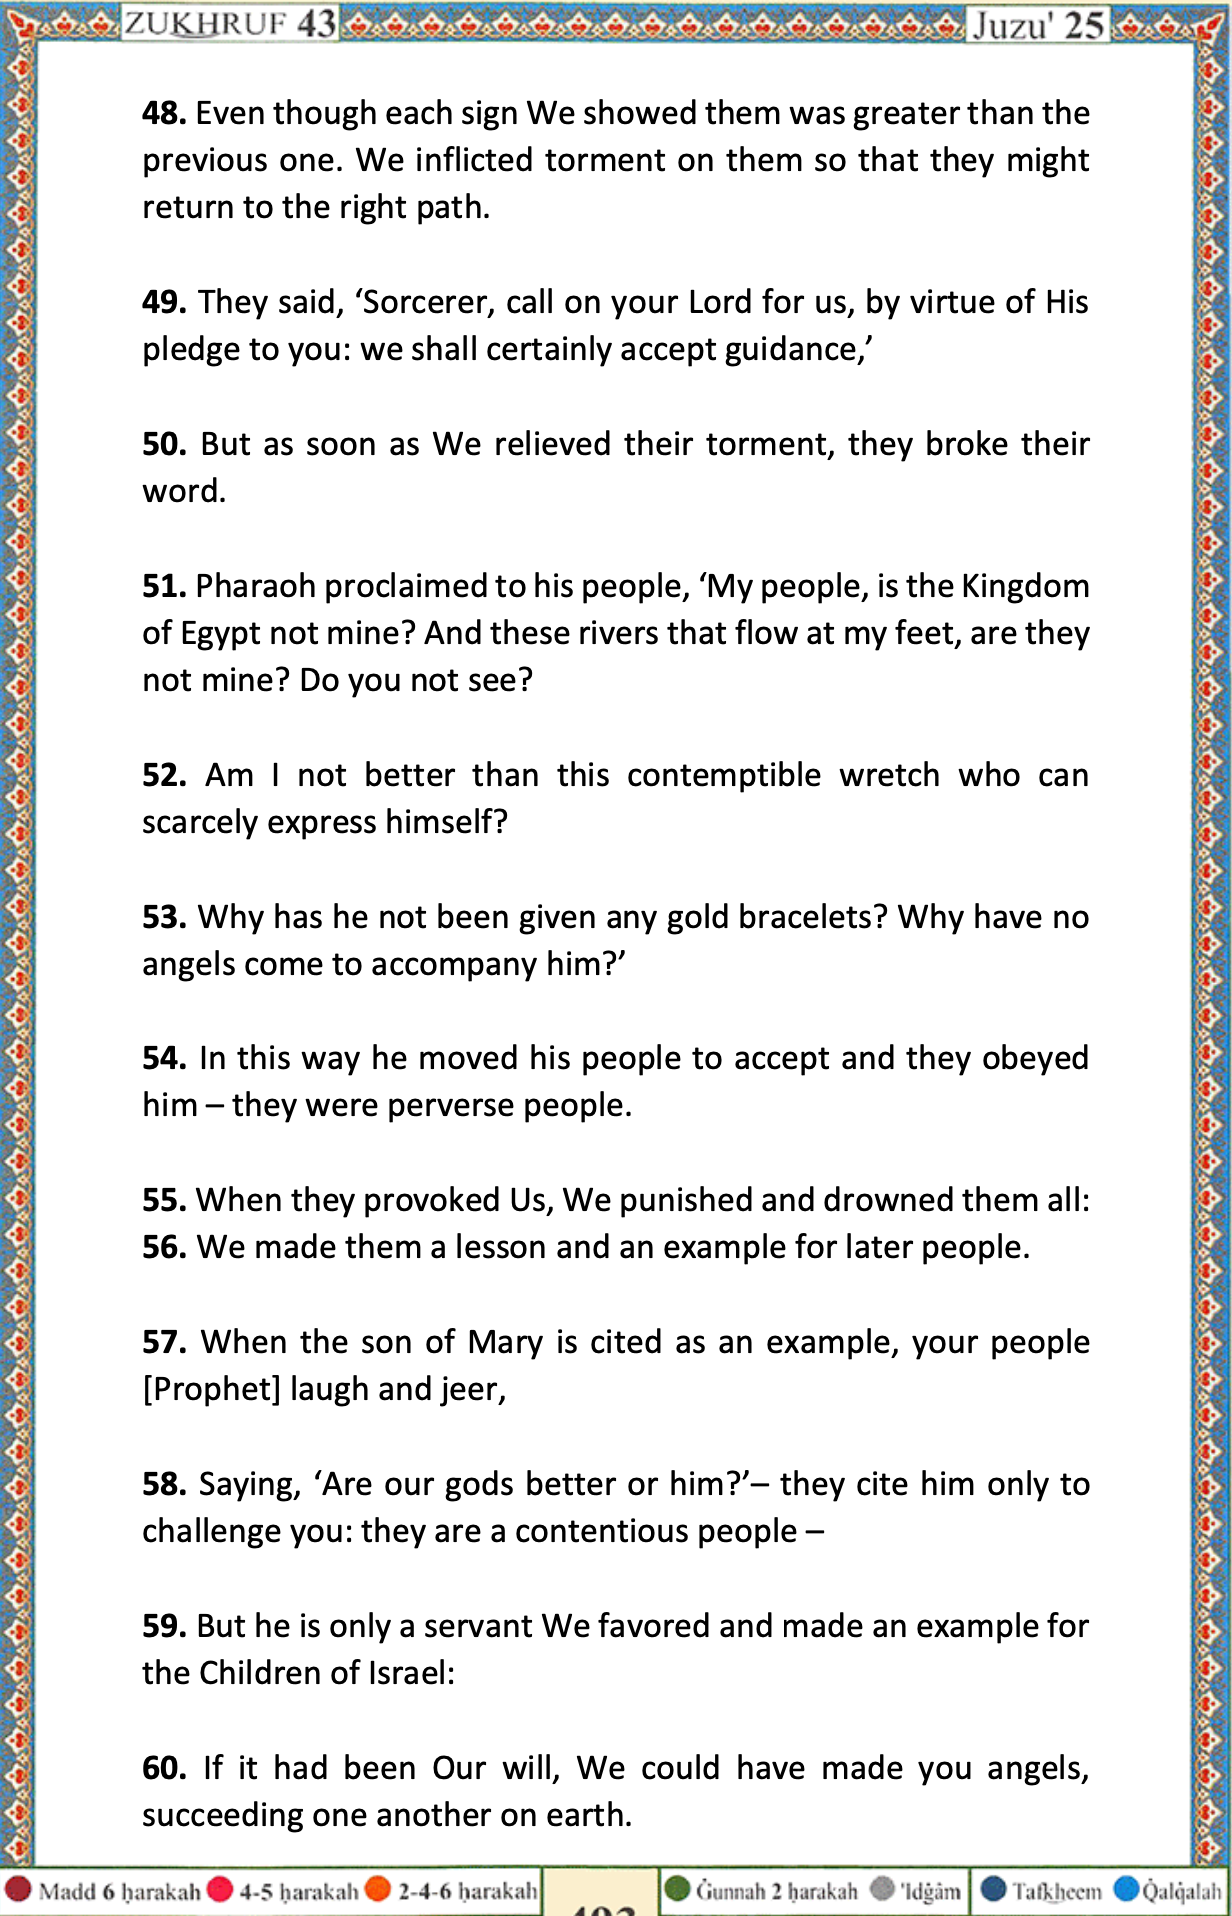 ZUKHRUF 43
Juzu' 25
48. Even though each sign We showed them was greater than the
previous one. We inflicted torment on them so that they might
return to the right path.
49. They said, ‘Sorcerer, call on your Lord for us, by virtue of His
pledge to you: we shall certainly accept guidance,’
50. But as soon as We relieved their torment, they broke their
word.
51. Pharaoh proclaimed to his people, ‘My people, is the Kingdom
of Egypt not mine? And these rivers that flow at my feet, are they
not mine? Do you not see?
52. Am I not better than this contemptible wretch who can
scarcely express himself?
53. Why has he not been given any gold bracelets? Why have no
angels come to accompany him?’
54. In this way he moved his people to accept and they obeyed
him – they were perverse people.
55. When they provoked Us, We punished and drowned them all:
56. We made them a lesson and an example for later people.
57. When the son of Mary is cited as an example, your people
[Prophet] laugh and jeer,
58. Saying, ‘Are our gods better or him?’– they cite him only to
challenge you: they are a contentious people –
59. But he is only a servant We favored and made an example for
the Children of Israel:
60. If it had been Our will, We could have made you angels,
succeeding one another on earth.
Madd 6 ḥarakah 4-5 ḥarakah 2-4-6 ḥarakah Ġunnah 2 ḥarakah 'Idġâm Tafkheem Qalqalah